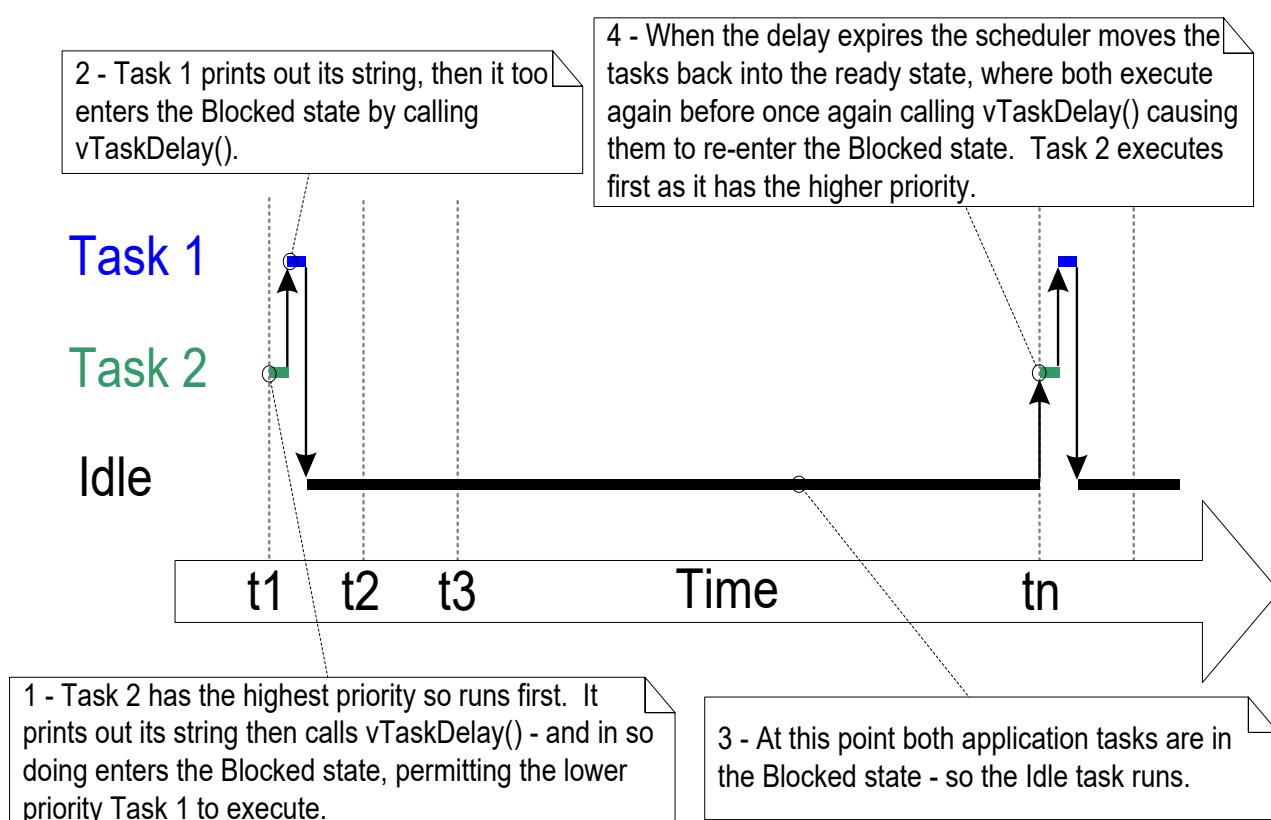 2 - Task 1 prints out its string, then it too
enters the Blocked state by calling
vTaskDelay().
4 - When the delay expires the scheduler moves the
tasks back into the ready state, where both execute
again before once again calling vTaskDelay() causing
them to re-enter the Blocked state.  Task 2 executes
first as it has the higher priority.
Task 1
Task 2
Idle
t1 t2 t3 Time tn
1 - Task 2 has the highest priority so runs first.  It
prints out its string then calls vTaskDelay() - and in so
doing enters the Blocked state, permitting the lower
priority Task 1 to execute.
3 - At this point both application tasks are in
the Blocked state - so the Idle task runs.